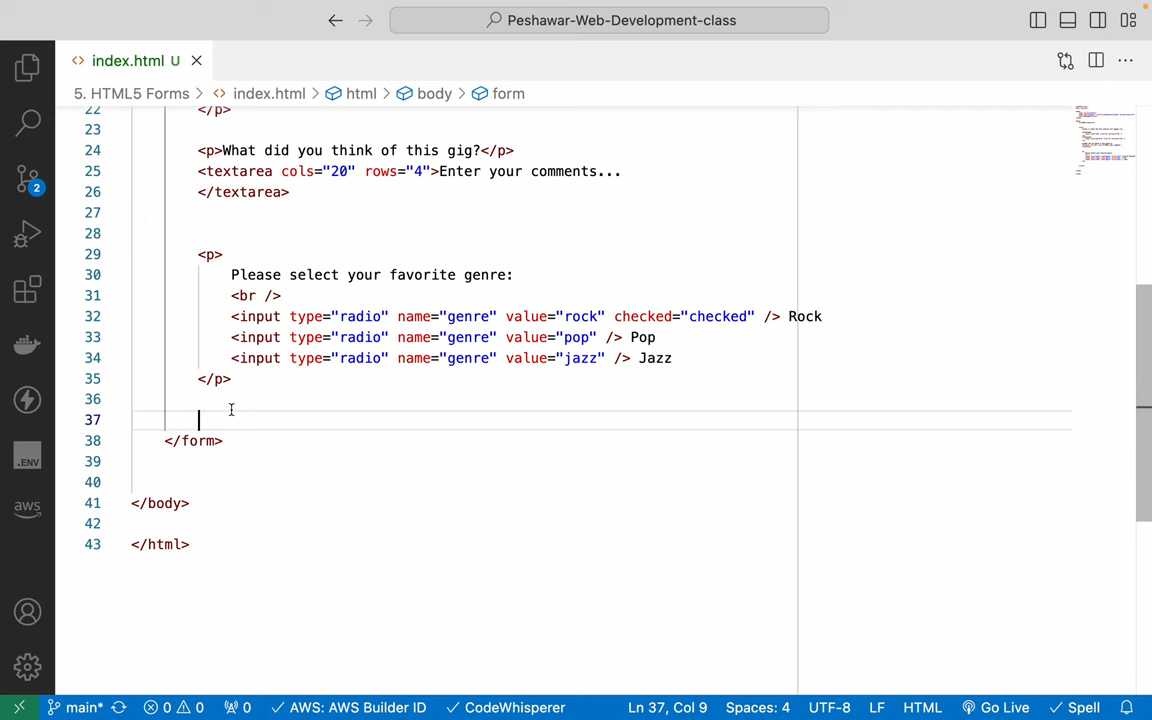 Peshawar-Web-Development-class
index.html U
5. HTML5 Forms > index.html > html > body > form
22 </p>
23
24 <p>What did you think of this gig?</p>
25 <textarea cols="20" rows="4">Enter your comments...
26 </textarea>
27
28
29 <p>
30 Please select your favorite genre:
31 <br />
32 <input type="radio" name="genre" value="rock" checked="checked" /> Rock
33 <input type="radio" name="genre" value="pop" /> Pop
34 <input type="radio" name="genre" value="jazz" /> Jazz
35 </p>
36
37
38 </form>
39
40
41 </body>
42
43 </html>
2
.ENV
aws
main* 0 0 0 AWS: AWS Builder ID CodeWhisperer Ln 37, Col 9 Spaces: 4 UTF-8 LF HTML Go Live Spell